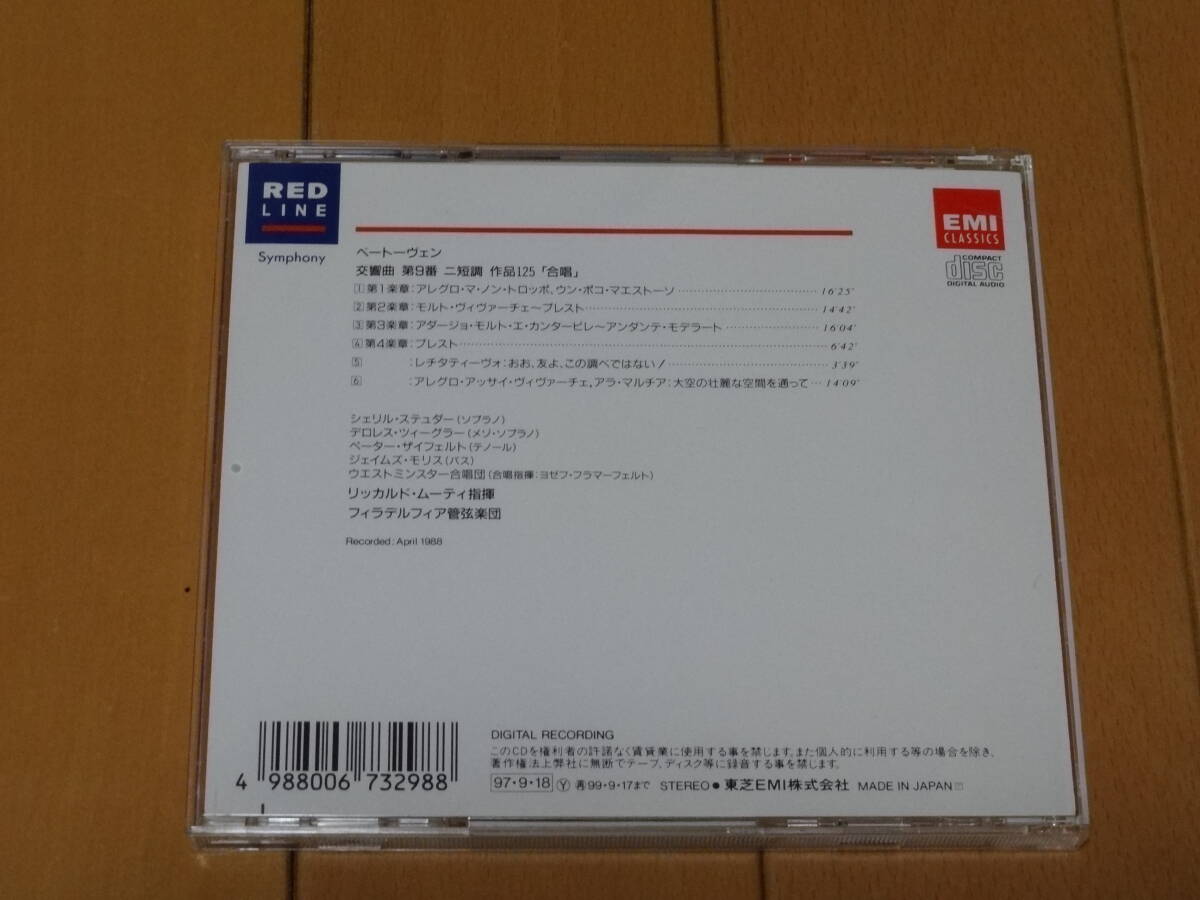 RED
LINE
Symphony
EMI
CLASSICS
COMPACT
disc
DIGITAL AUDIO
ベートーヴェン
交響曲 第9番 ニ短調 作品125「合唱」
1 第1楽章:アレグロ・マ・ノン・トロッポ、ウン・ポコ・マエストーソ 16'25"
2 第2楽章:モルト・ヴィヴァーチェ~プレスト 14'42"
3 第3楽章:アダージョ・モルト・エ・カンタービレ~アンダンテ・モデラート 16'04"
4 第4楽章:プレスト 6'42"
5 :レチタティーヴォ:おお、友よ、この調べではない! 3'39"
6 :アレグロ・アッサイ・ヴィヴァーチェ,アラ・マルチア:大空の壮麗な空間を通って 14'09"
シェリル・ステューダー(ソプラノ)
デロレス・ツィーグラー(メゾ・ソプラノ)
ペーター・ザイフェルト(テノール)
ジェイムズ・モリス(バス)
ウエストミンスター合唱団(合唱指揮:ヨゼフ・フラマーフェルト)
リッカルド・ムーティ指揮
フィラデルフィア管弦楽団
Recorded: April 1988
4 988006 732988
DIGITAL RECORDING
このCDを権利者の許諾なく賃貸業に使用する事を禁じます。また個人的に利用する等の場合を除き、
著作権法上弊社に無断でテープ、ディスク等に録音する事を禁じます。
97・9・18 Y 再99・9・17まで STEREO ● 東芝EMI株式会社 MADE IN JAPAN